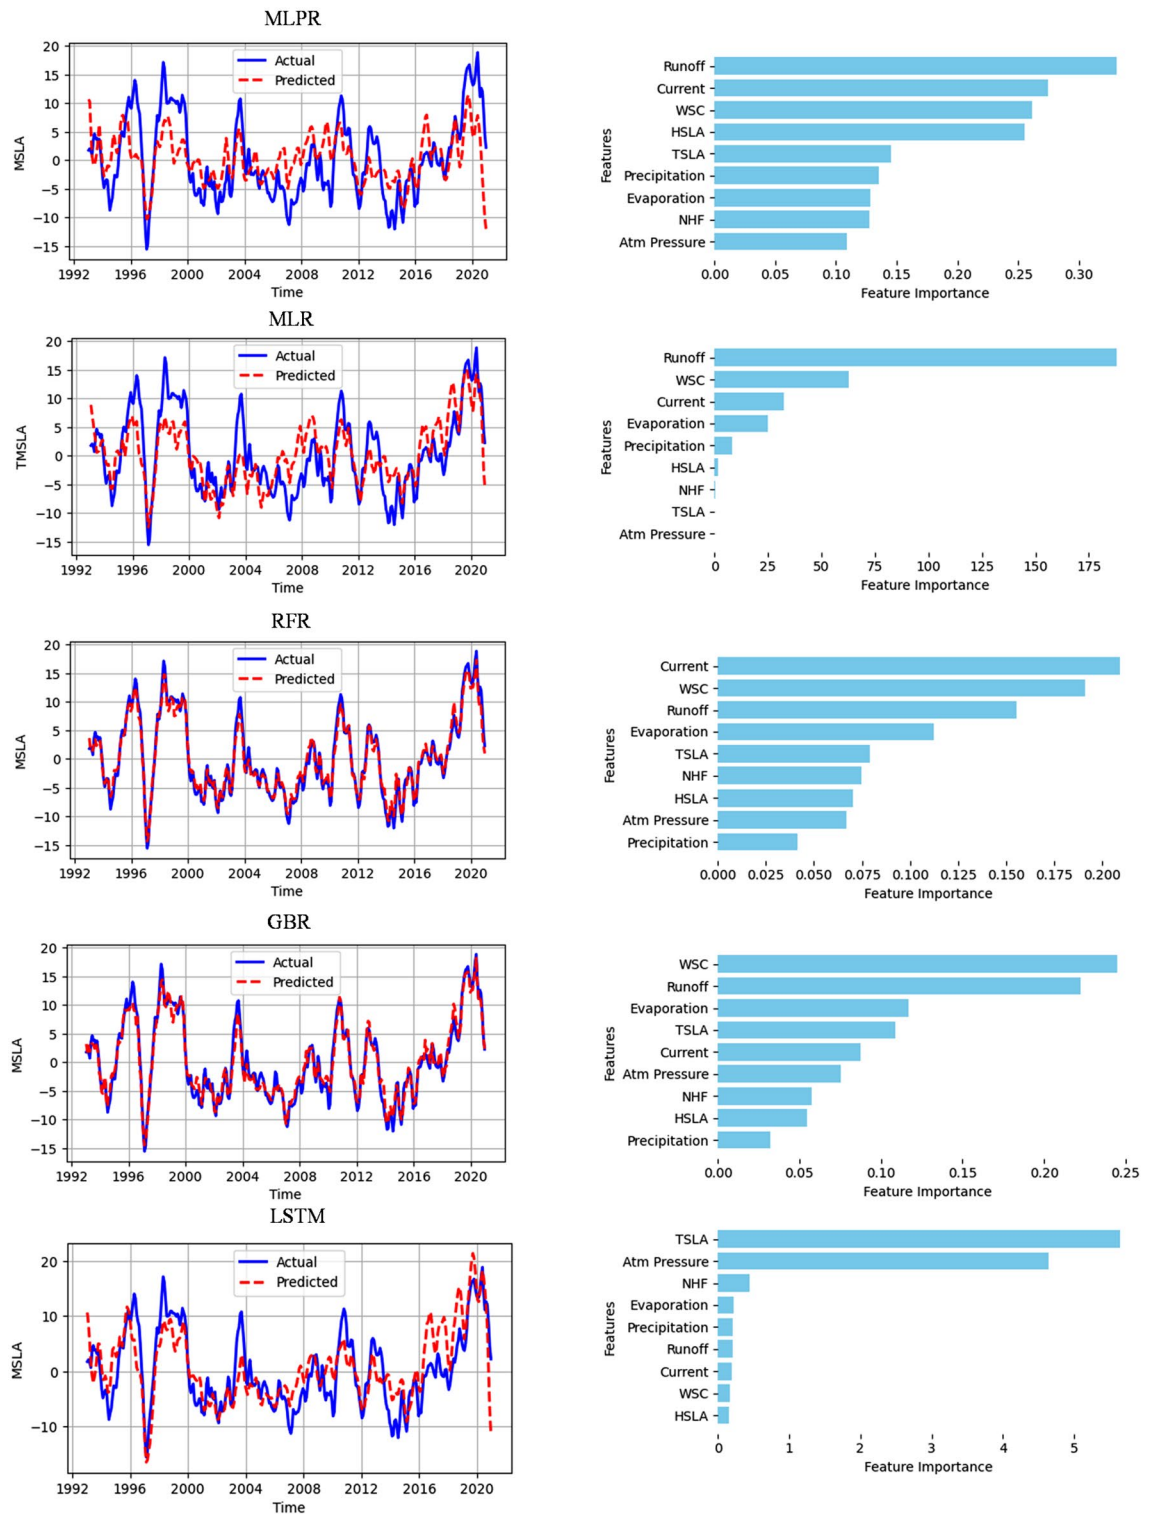 MLPR
Actual
Predicted
20
15
10
5
0
−5
−10
−15
MSLA
1992 1996 2000 2004 2008 2012 2016 2020
Time
Runoff
Current
WSC
HSLA
TSLA
Precipitation
Evaporation
NHF
Atm Pressure
Features
0.00 0.05 0.10 0.15 0.20 0.25 0.30
Feature Importance
MLR
Actual
Predicted
20
15
10
5
0
−5
−10
−15
TMSLA
1992 1996 2000 2004 2008 2012 2016 2020
Time
Runoff
WSC
Current
Evaporation
Precipitation
HSLA
NHF
TSLA
Atm Pressure
Features
0 25 50 75 100 125 150 175
Feature Importance
RFR
Actual
Predicted
20
15
10
5
0
−5
−10
−15
MSLA
1992 1996 2000 2004 2008 2012 2016 2020
Time
Current
WSC
Runoff
Evaporation
TSLA
NHF
HSLA
Atm Pressure
Precipitation
Features
0.000 0.025 0.050 0.075 0.100 0.125 0.150 0.175 0.200
Feature Importance
GBR
Actual
Predicted
20
15
10
5
0
−5
−10
−15
MSLA
1992 1996 2000 2004 2008 2012 2016 2020
Time
WSC
Runoff
Evaporation
TSLA
Current
Atm Pressure
NHF
HSLA
Precipitation
Features
0.00 0.05 0.10 0.15 0.20 0.25
Feature Importance
LSTM
Actual
Predicted
20
10
0
−10
MSLA
1992 1996 2000 2004 2008 2012 2016 2020
Time
TSLA
Atm Pressure
NHF
Evaporation
Precipitation
Runoff
Current
WSC
HSLA
Features
0 1 2 3 4 5
Feature Importance